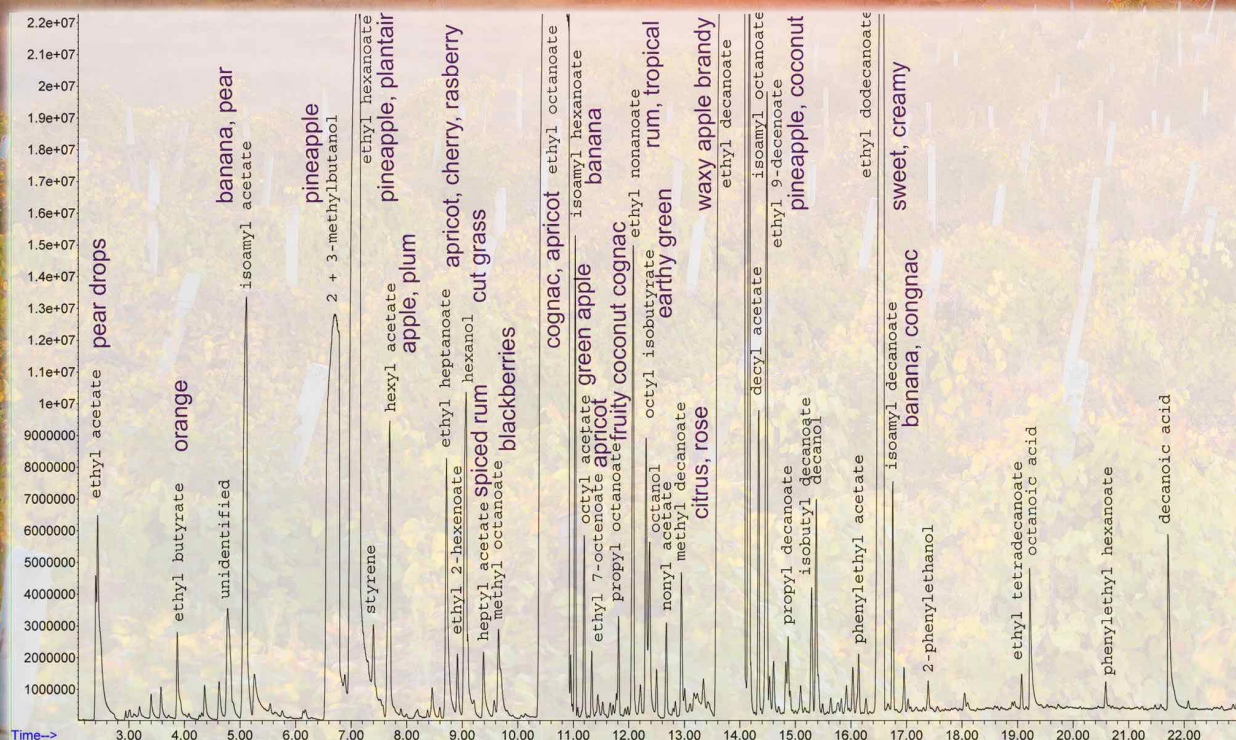 2.2e+07
2.1e+07
2e+07
1.9e+07
1.8e+07
1.7e+07
1.6e+07
1.5e+07
1.4e+07
1.3e+07
1.2e+07
1.1e+07
1e+07
9000000
8000000
7000000
6000000
5000000
4000000
3000000
2000000
1000000
ethyl acetate
pear drops
ethyl butyrate
orange
unidentified
banana, pear
isoamyl acetate
pineapple
2 + 3-methylbutanol
ethyl hexanoate
pineapple, plantair
styrene
hexyl acetate
apple, plum
ethyl heptanoate
apricot, cherry, rasberry
ethyl 2-hexenoate
hexanol
cut grass
heptyl acetate
spiced rum
methyl octanoate
blackberries
ethyl octanoate
cognac, apricot
isoamyl hexanoate
banana
octyl acetate
green apple
ethyl 7-octenoate
apricot
propyl octanoate
fruity coconut cognac
ethyl nonanoate
rum, tropical
octyl isobutyrate
octanol
earthy green
nonyl acetate
methyl decanoate
citrus, rose
waxy apple brandy
ethyl decanoate
decyl acetate
isoamyl octanoate
ethyl 9-decenoate
pineapple, coconut
propyl decanoate
isobutyl decanoate
decanol
phenylethyl acetate
ethyl dodecanoate
sweet, creamy
isoamyl decanoate
banana, congnac
2-phenylethanol
ethyl tetradecanoate
octanoic acid
phenylethyl hexanoate
decanoic acid
Time--> 3.00 4.00 5.00 6.00 7.00 8.00 9.00 10.00 11.00 12.00 13.00 14.00 15.00 16.00 17.00 18.00 19.00 20.00 21.00 22.00